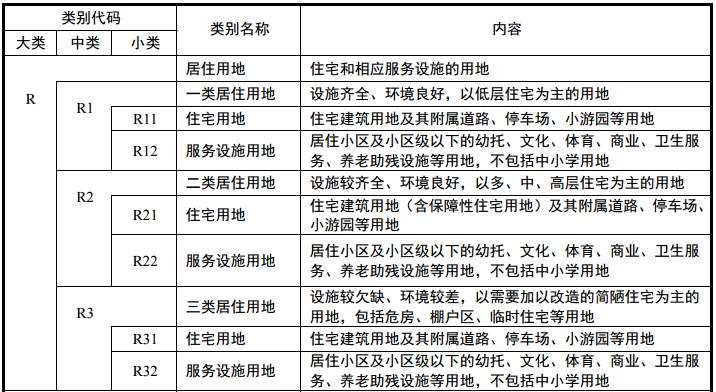 类别代码 类别名称 内容
大类 中类 小类
R 居住用地 住宅和相应服务设施的用地
R1 一类居住用地 设施齐全、环境良好，以低层住宅为主的用地
R11 住宅用地 住宅建筑用地及其附属道路、停车场、小游园等用地
R12 服务设施用地 居住小区及小区级以下的幼托、文化、体育、商业、卫生服
务、养老助残设施等用地，不包括中小学用地
R2 二类居住用地 设施较齐全、环境良好，以多、中、高层住宅为主的用地
R21 住宅用地 住宅建筑用地（含保障性住宅用地）及其附属道路、停车场、
小游园等用地
R22 服务设施用地 居住小区及小区级以下的幼托、文化、体育、商业、卫生服
务、养老助残设施等用地，不包括中小学用地
R3 三类居住用地 设施较欠缺、环境较差，以需要加以改造的简陋住宅为主的
用地，包括危房、棚户区、临时住宅等用地
R31 住宅用地 住宅建筑用地及其附属道路、停车场、小游园等用地
R32 服务设施用地 居住小区及小区级以下的幼托、文化、体育、商业、卫生服
务、养老助残设施等用地，不包括中小学用地